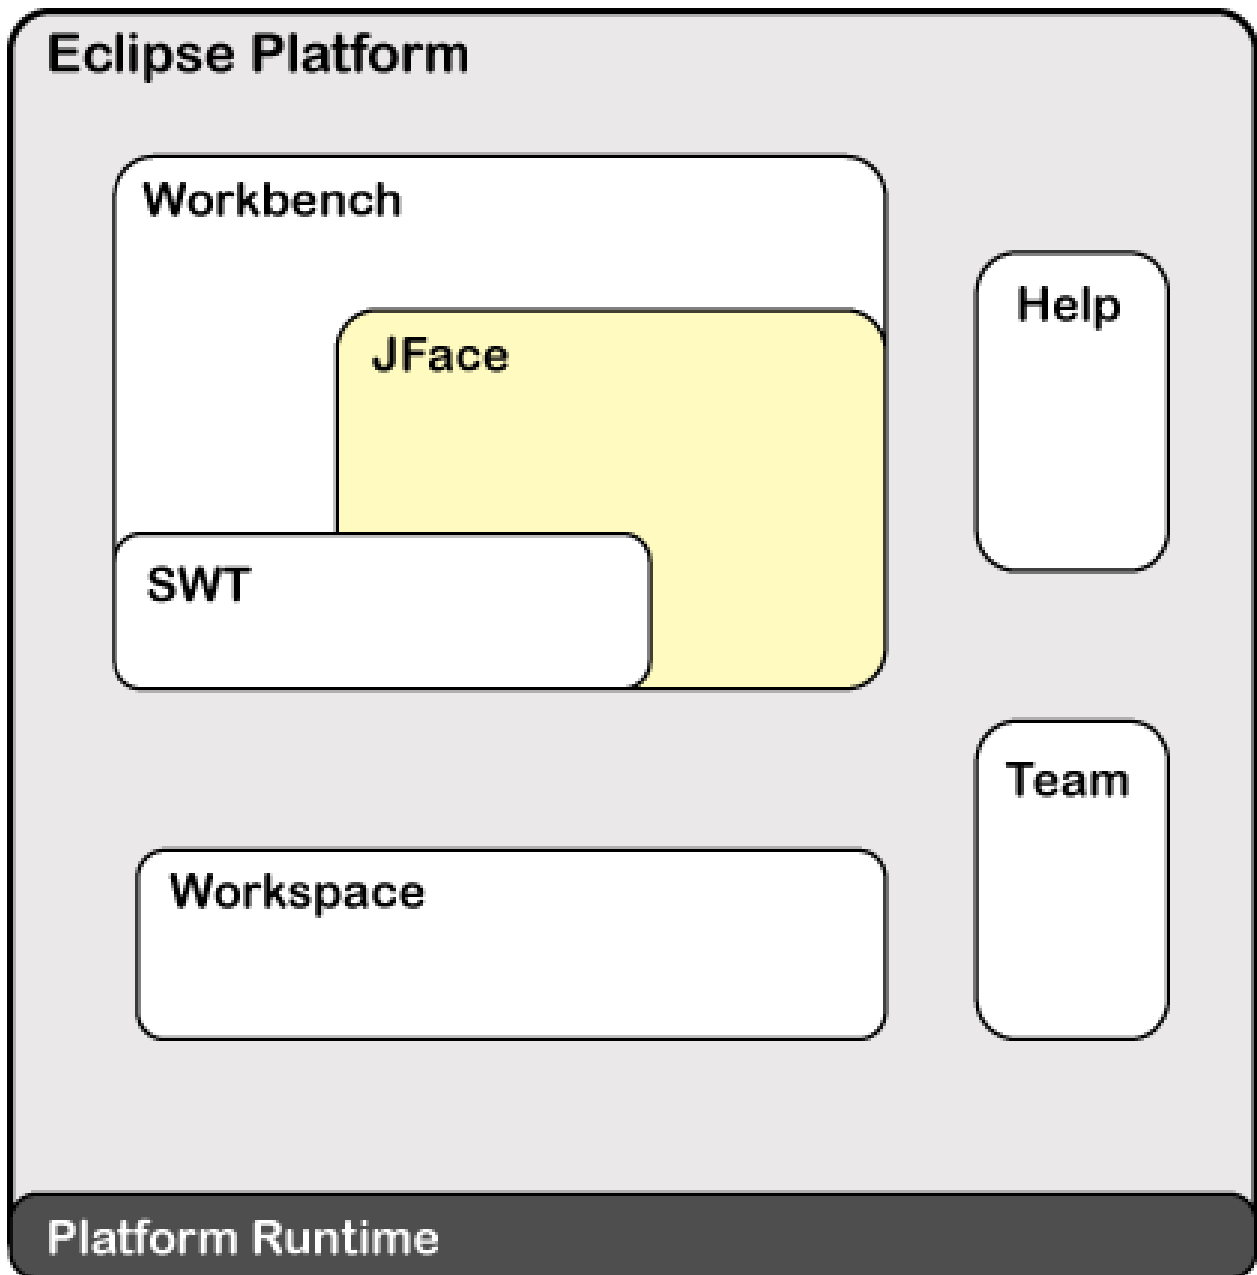 Eclipse Platform
Workbench
Help
JFace
SWT
Team
Workspace
Platform Runtime